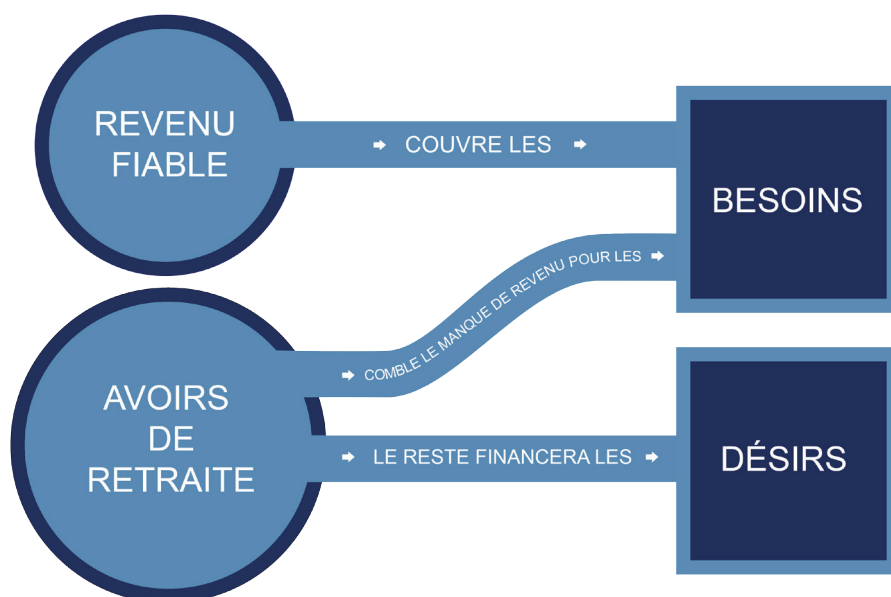 REVENU
FIABLE
COUVRE LES
BESOINS
COMBLE LE MANQUE DE REVENU POUR LES
AVOIRS
DE
RETRAITE
LE RESTE FINANCERA LES
DÉSIRS